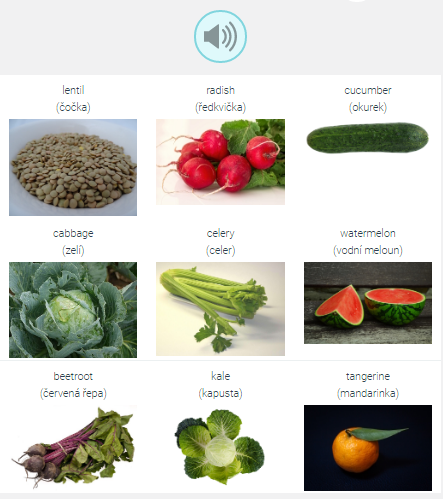 lentil
(čočka)
radish
(ředkvička)
cucumber
(okurek)
cabbage
(zelí)
celery
(celer)
watermelon
(vodní meloun)
beetroot
(červená řepa)
kale
(kapusta)
tangerine
(mandarinka)